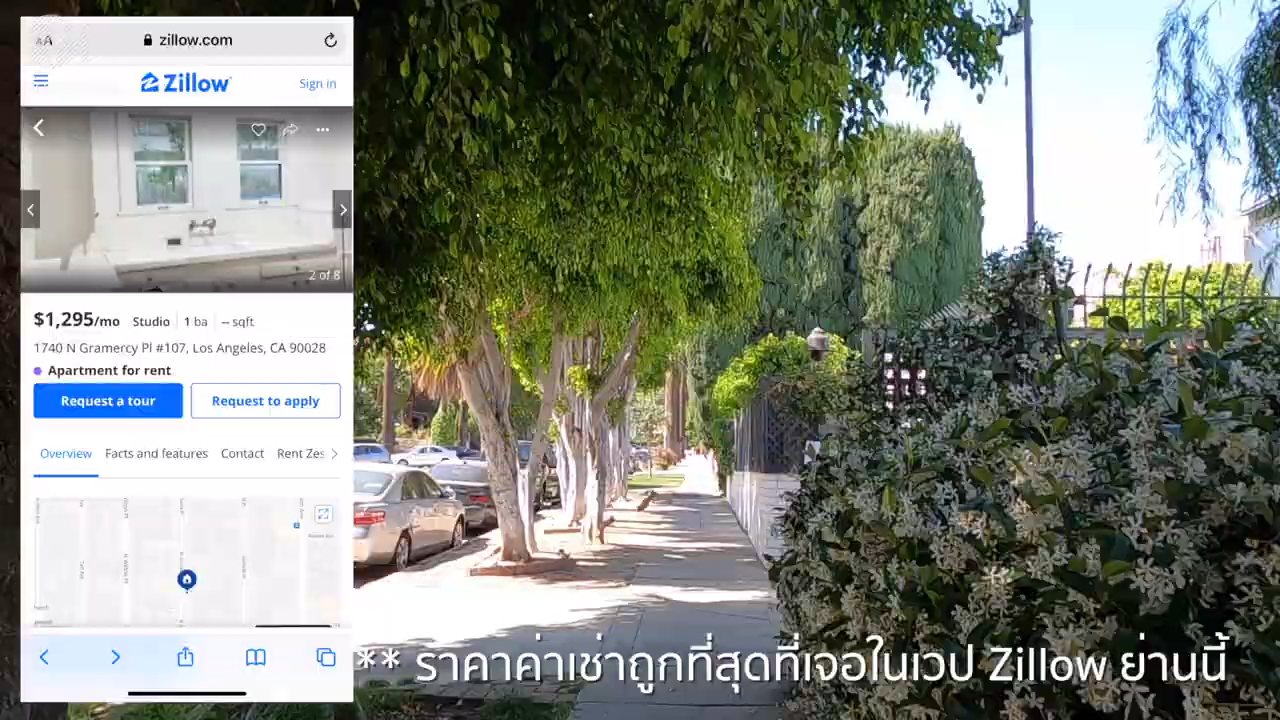 AA
zillow.com
Zillow
Sign in
2 of 8
$1,295/mo Studio 1 ba -- sqft
1740 N Gramercy Pl #107, Los Angeles, CA 90028
Apartment for rent
Request a tour
Request to apply
Overview Facts and features Contact Rent Zes
** ราคาค่าเช่าถูกที่สุดที่เจอในเวป Zillow ย่านนี้